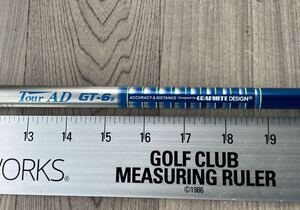 Tour AD GT-6s ACCURACY & DISTANCE Designed by GRAPHITE DESIGN®
13 14 15 16 17 18 19
WORKS.® GOLF CLUB
MEASURING RULER
©1986